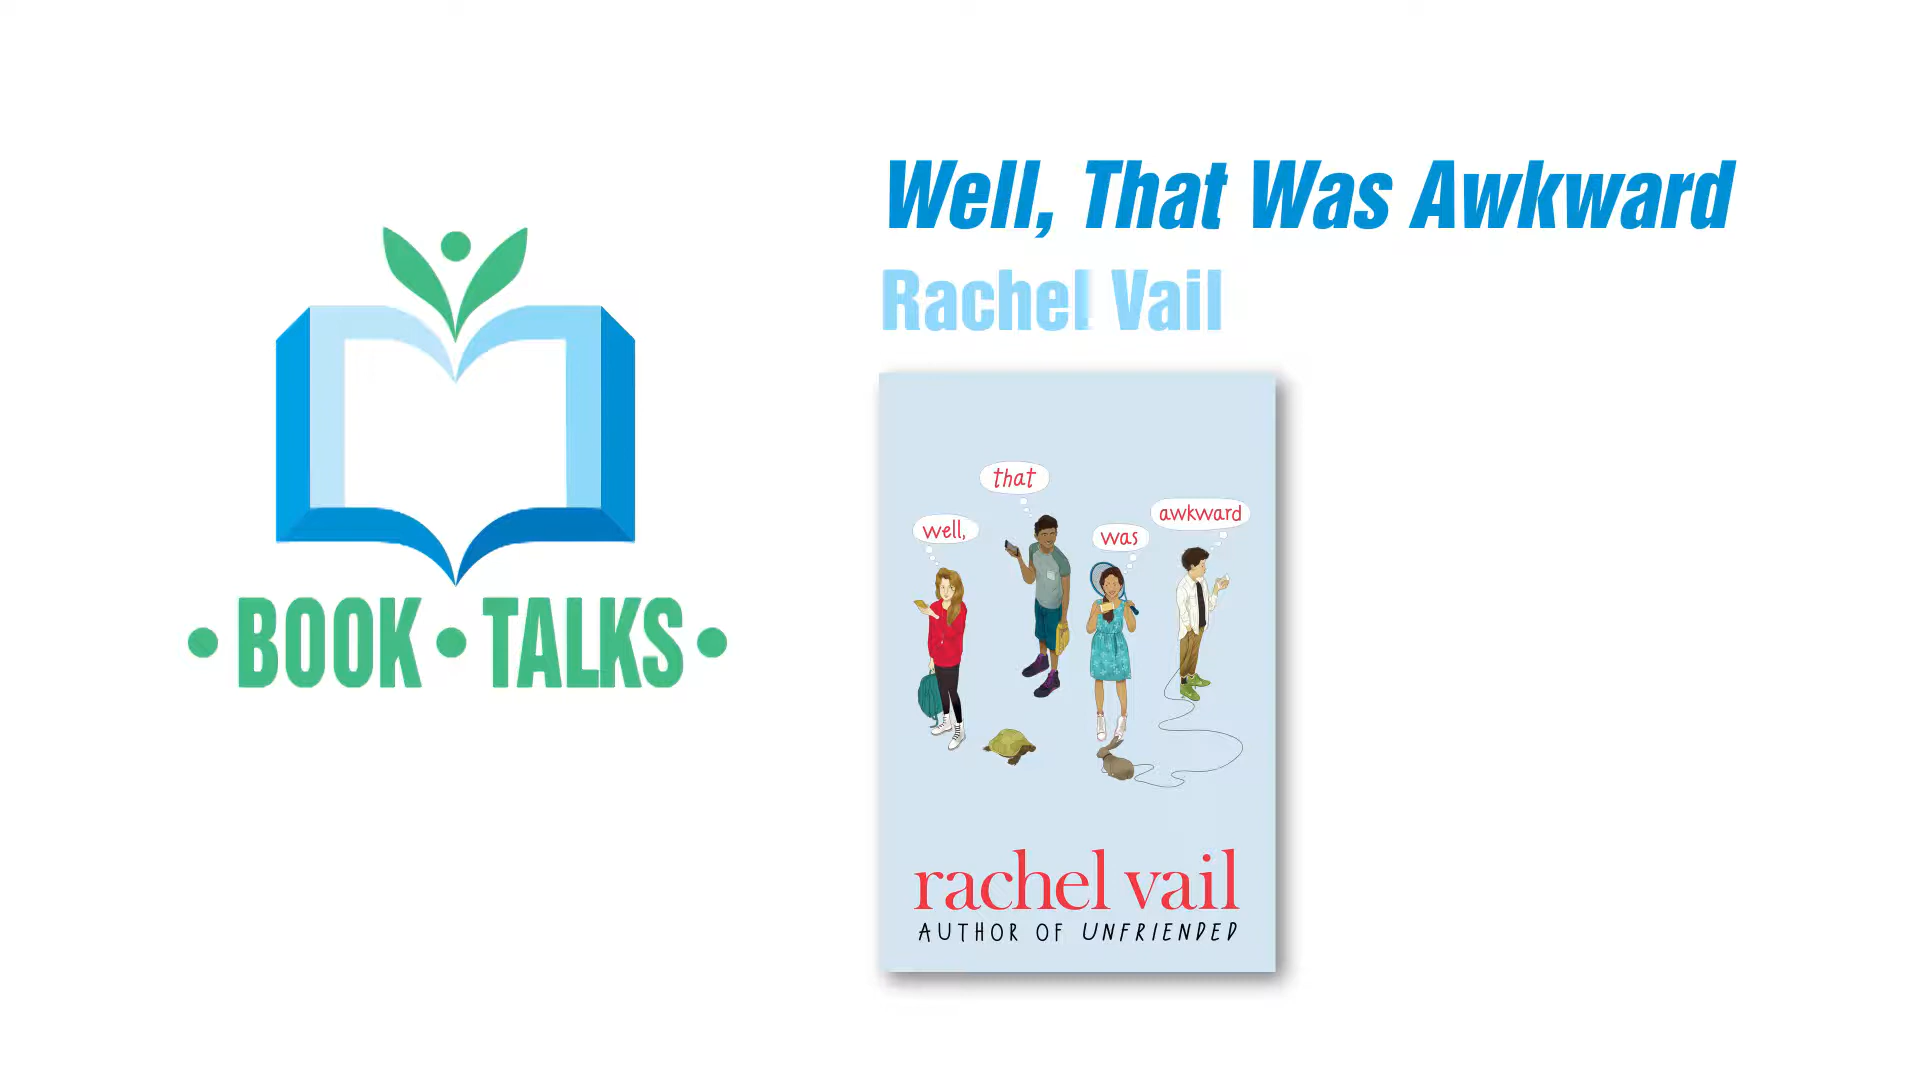 Well, That Was Awkward
Rachel Vail
• BOOK • TALKS •
that
well,
was
awkward
rachel vail
AUTHOR OF UNFRIENDED